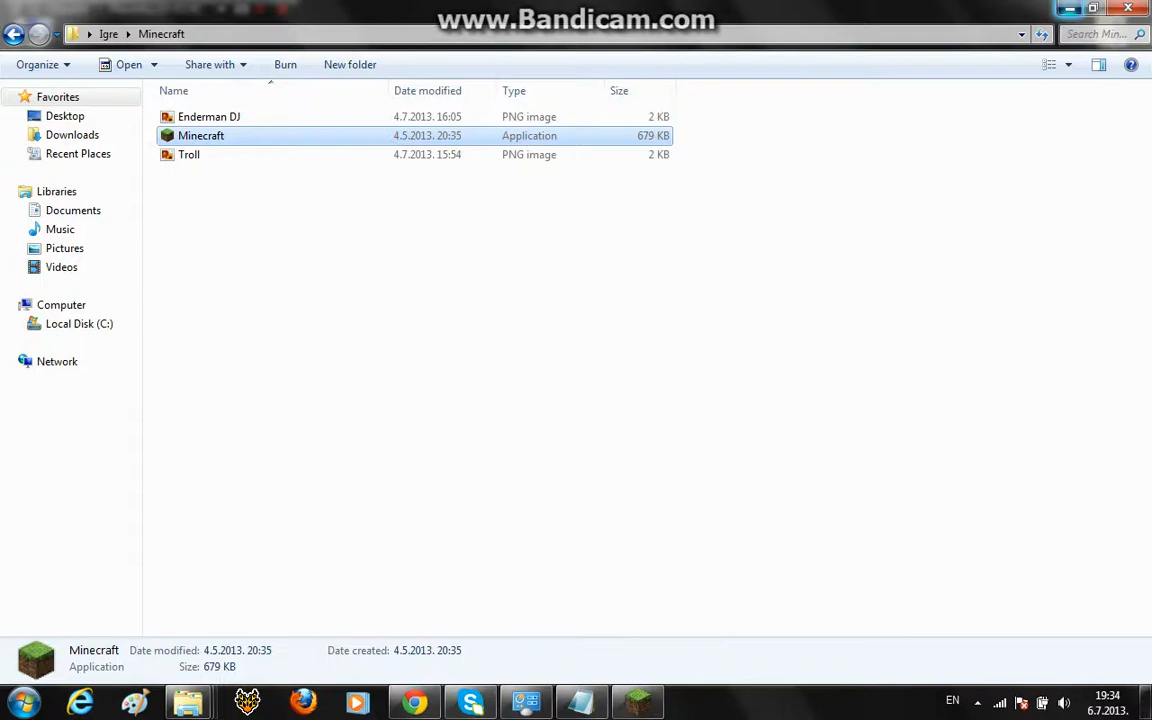 www.Bandicam.com
Igre Minecraft
Search Min...
Organize Open Share with Burn New folder
Name Date modified Type Size
Enderman DJ 4.7.2013. 16:05 PNG image 2 KB
Minecraft 4.5.2013. 20:35 Application 679 KB
Troll 4.7.2013. 15:54 PNG image 2 KB
Favorites
Desktop
Downloads
Recent Places
Libraries
Documents
Music
Pictures
Videos
Computer
Local Disk (C:)
Network
Minecraft Date modified: 4.5.2013. 20:35 Date created: 4.5.2013. 20:35
Application Size: 679 KB
EN
19:34
6.7.2013.